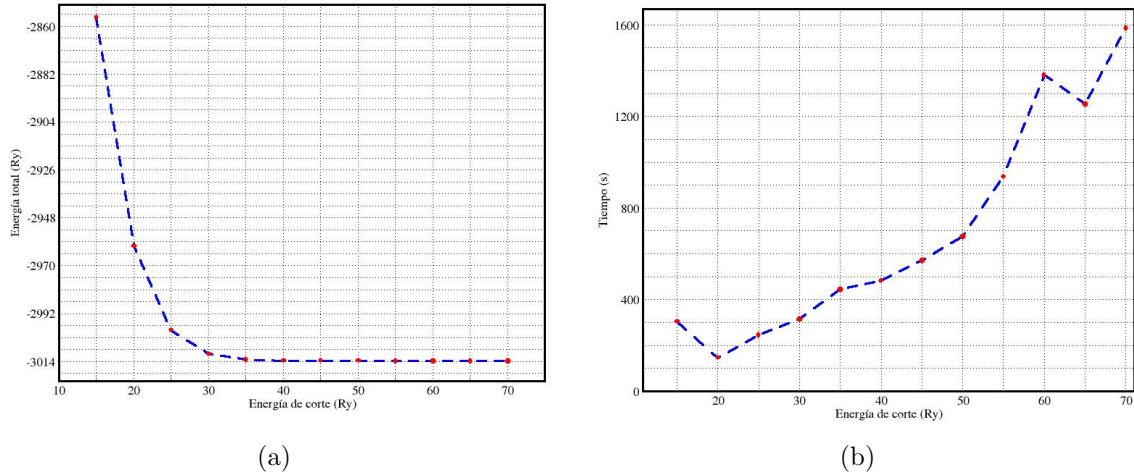 -2860
-2882
-2904
-2926
-2948
-2970
-2992
-3014
Energía total (Ry)
10 20 30 40 50 60 70
Energía de corte (Ry)
(a)
1600
1200
800
400
0
Tiempo (s)
20 30 40 50 60 70
Energía de corte (Ry)
(b)